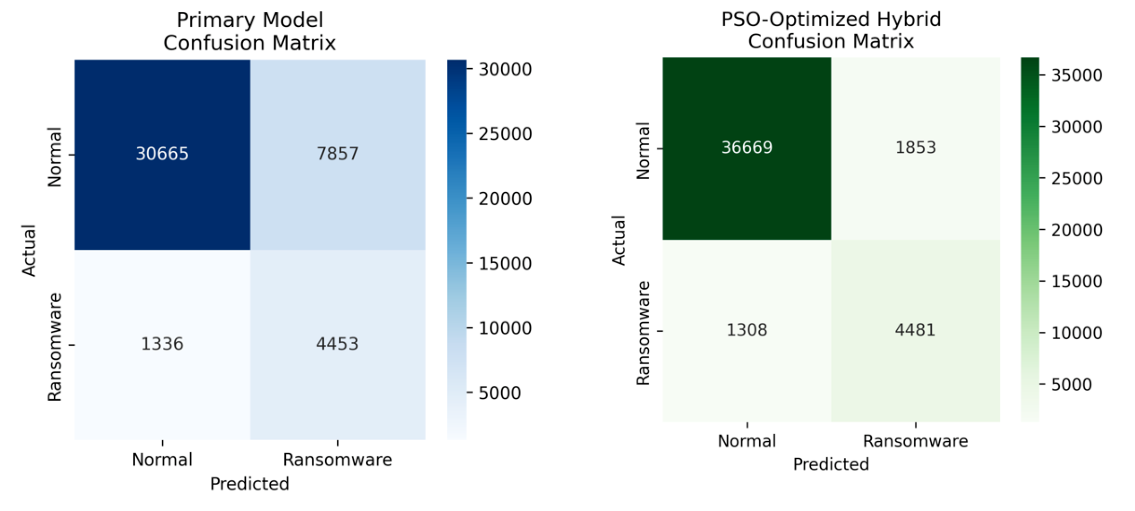 Primary Model
Confusion Matrix
30665
7857
1336
4453
Normal
Ransomware
Actual
Normal
Ransomware
Predicted
30000
25000
20000
15000
10000
5000
PSO-Optimized Hybrid
Confusion Matrix
36669
1853
1308
4481
Normal
Ransomware
Actual
Normal
Ransomware
Predicted
35000
30000
25000
20000
15000
10000
5000